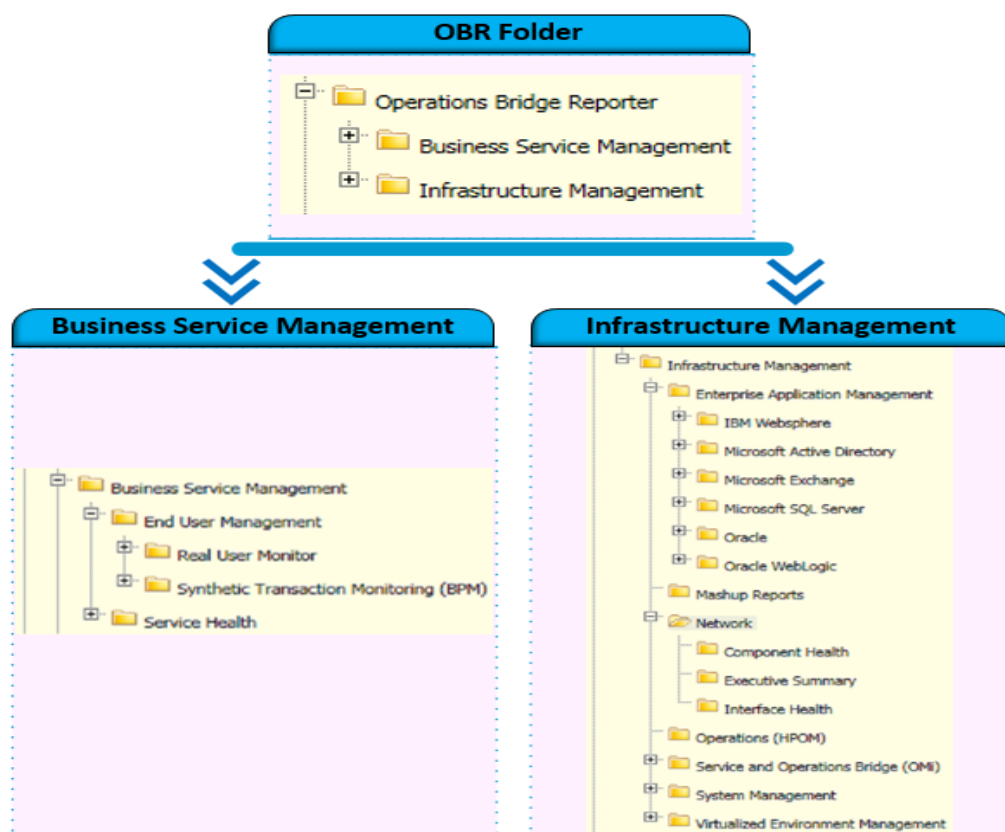 OBR Folder
Operations Bridge Reporter
Business Service Management
Infrastructure Management
Business Service Management
Business Service Management
End User Management
Real User Monitor
Synthetic Transaction Monitoring (BPM)
Service Health
Infrastructure Management
Infrastructure Management
Enterprise Application Management
IBM Websphere
Microsoft Active Directory
Microsoft Exchange
Microsoft SQL Server
Oracle
Oracle WebLogic
Mashup Reports
Network
Component Health
Executive Summary
Interface Health
Operations (HPOM)
Service and Operations Bridge (OMi)
System Management
Virtualized Environment Management